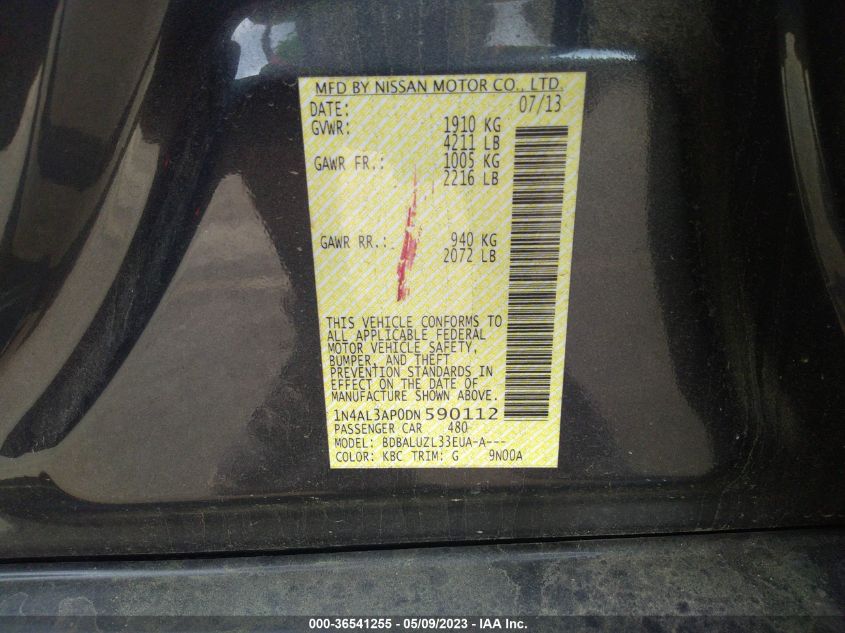 MFD BY NISSAN MOTOR CO., LTD.
DATE: 07/13
GVWR: 1910 KG
4211 LB
GAWR FR.: 1005 KG
2216 LB
GAWR RR.: 940 KG
2072 LB
THIS VEHICLE CONFORMS TO
ALL APPLICABLE FEDERAL
MOTOR VEHICLE SAFETY,
BUMPER, AND THEFT
PREVENTION STANDARDS IN
EFFECT ON THE DATE OF
MANUFACTURE SHOWN ABOVE.
1N4AL3AP0DN590112
PASSENGER CAR 480
MODEL: BDBALUZL33EUA-A---
COLOR: KBC TRIM: G 9N00A
000-36541255 - 05/09/2023 - IAA Inc.